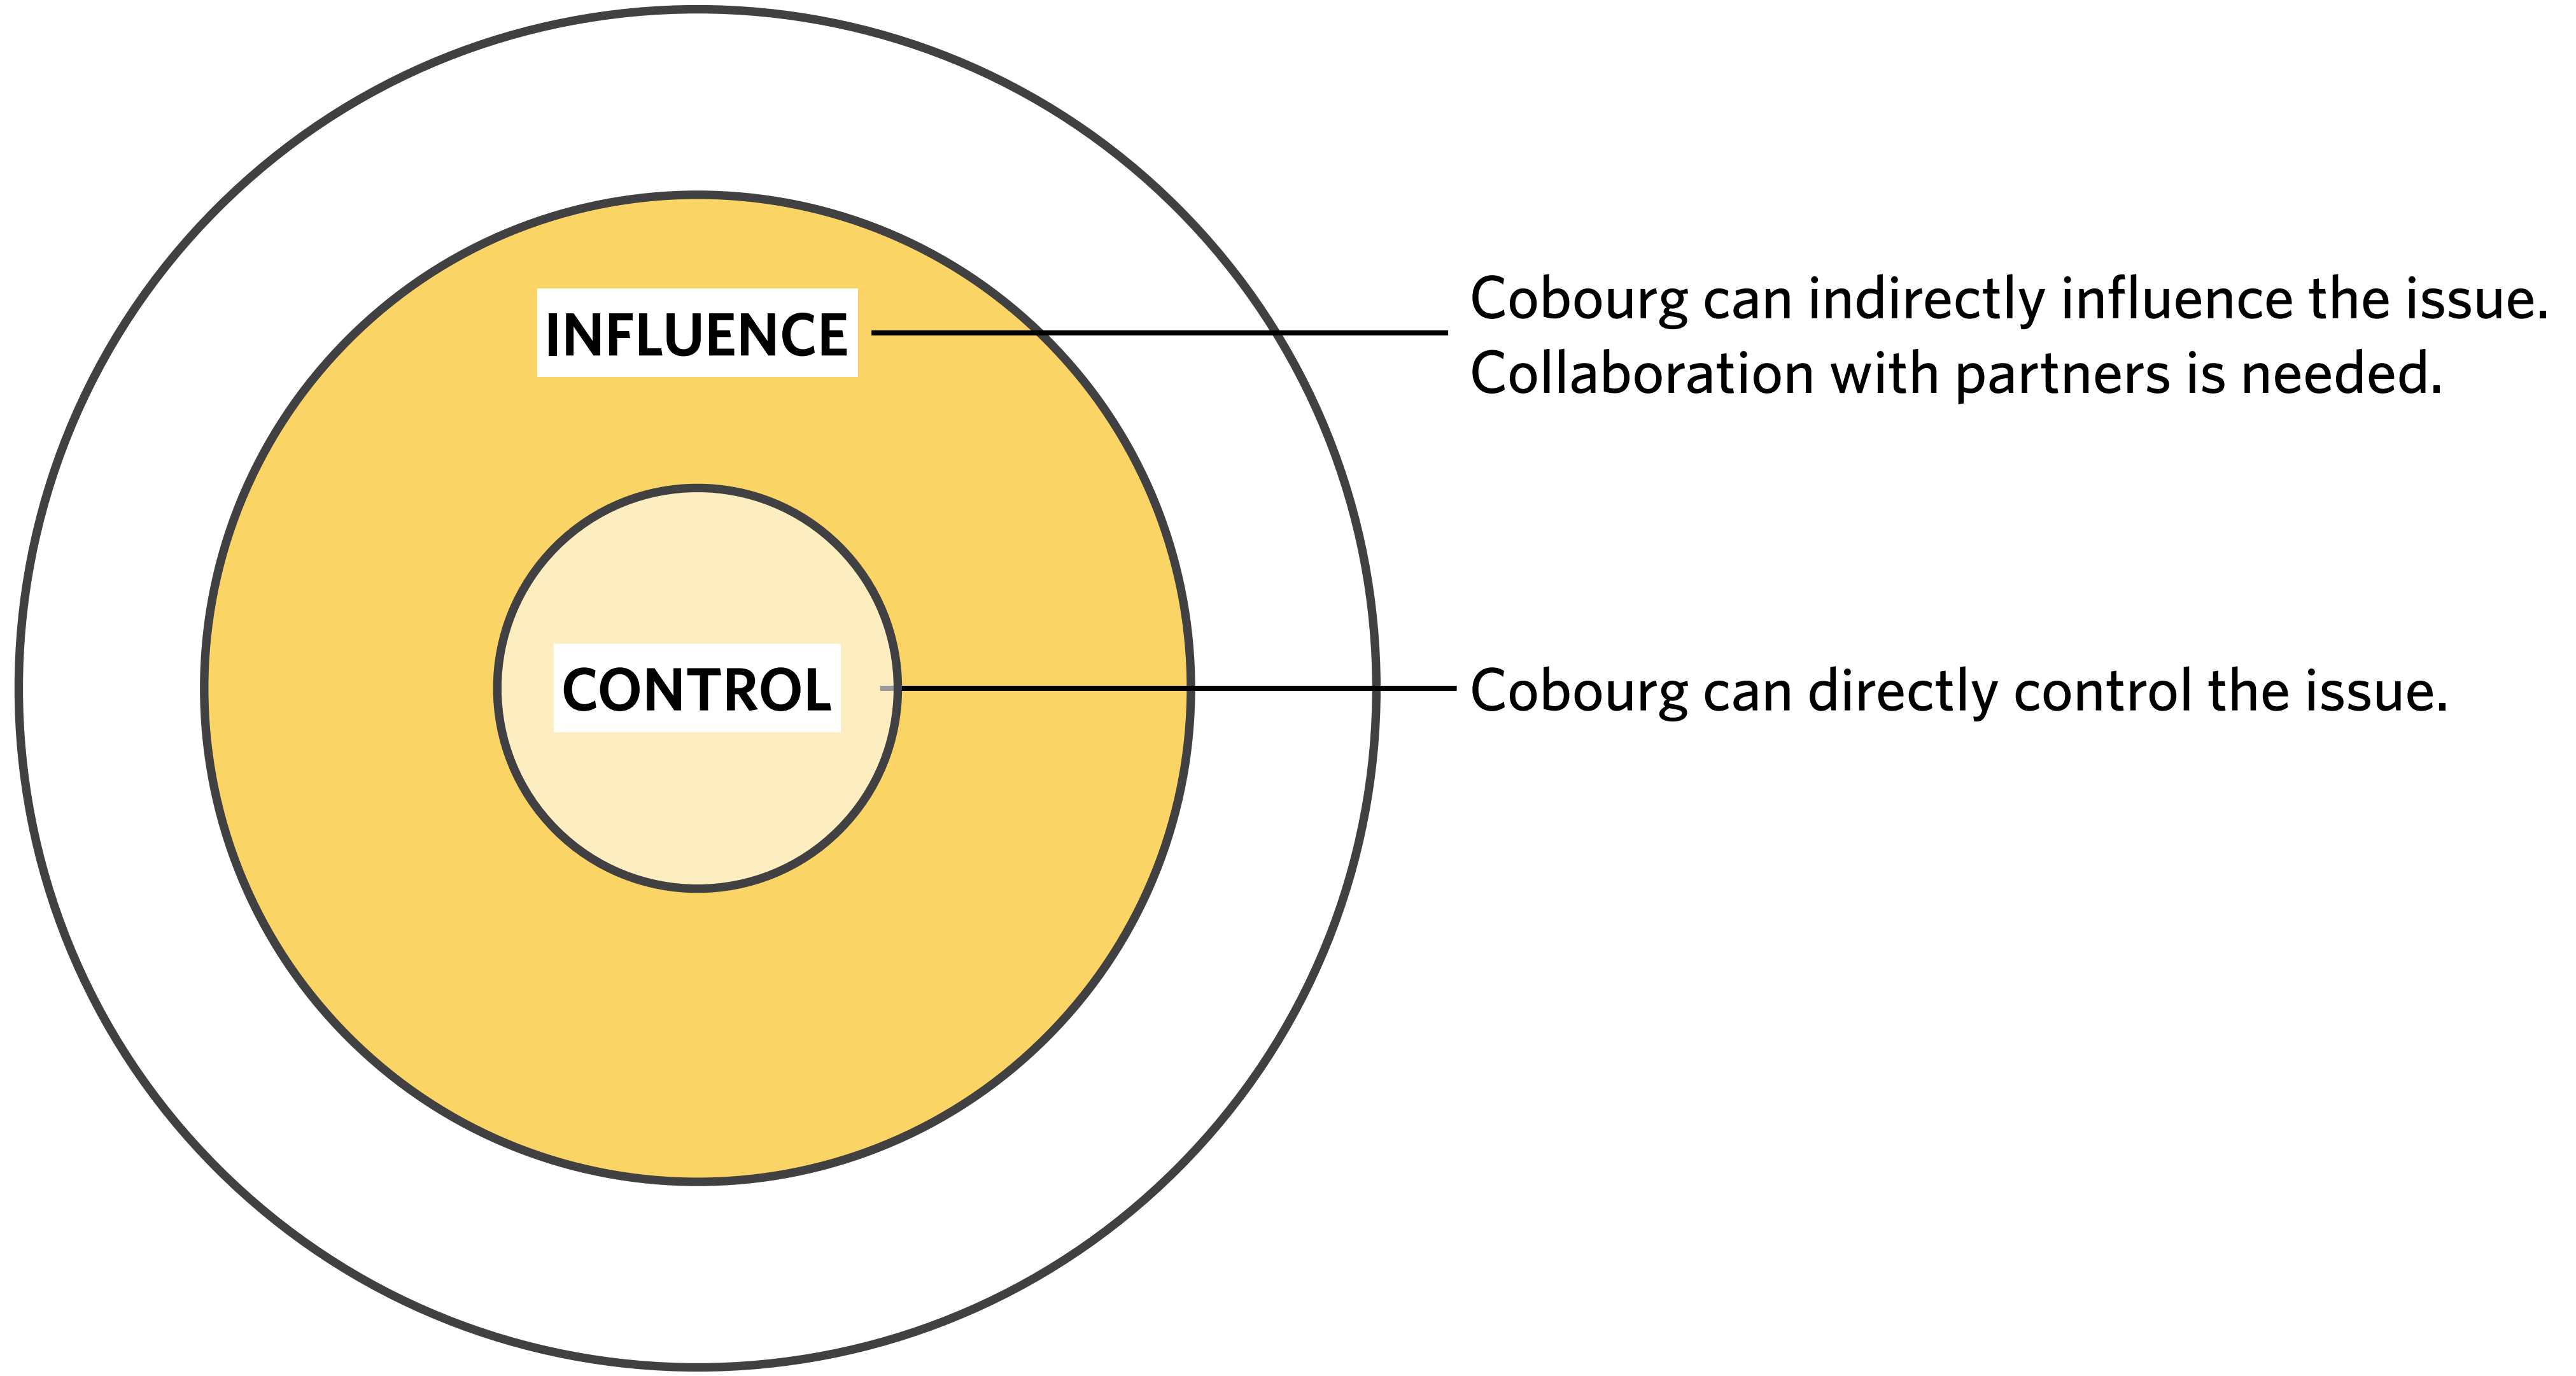 INFLUENCE
Cobourg can indirectly influence the issue.
Collaboration with partners is needed.
CONTROL
Cobourg can directly control the issue.